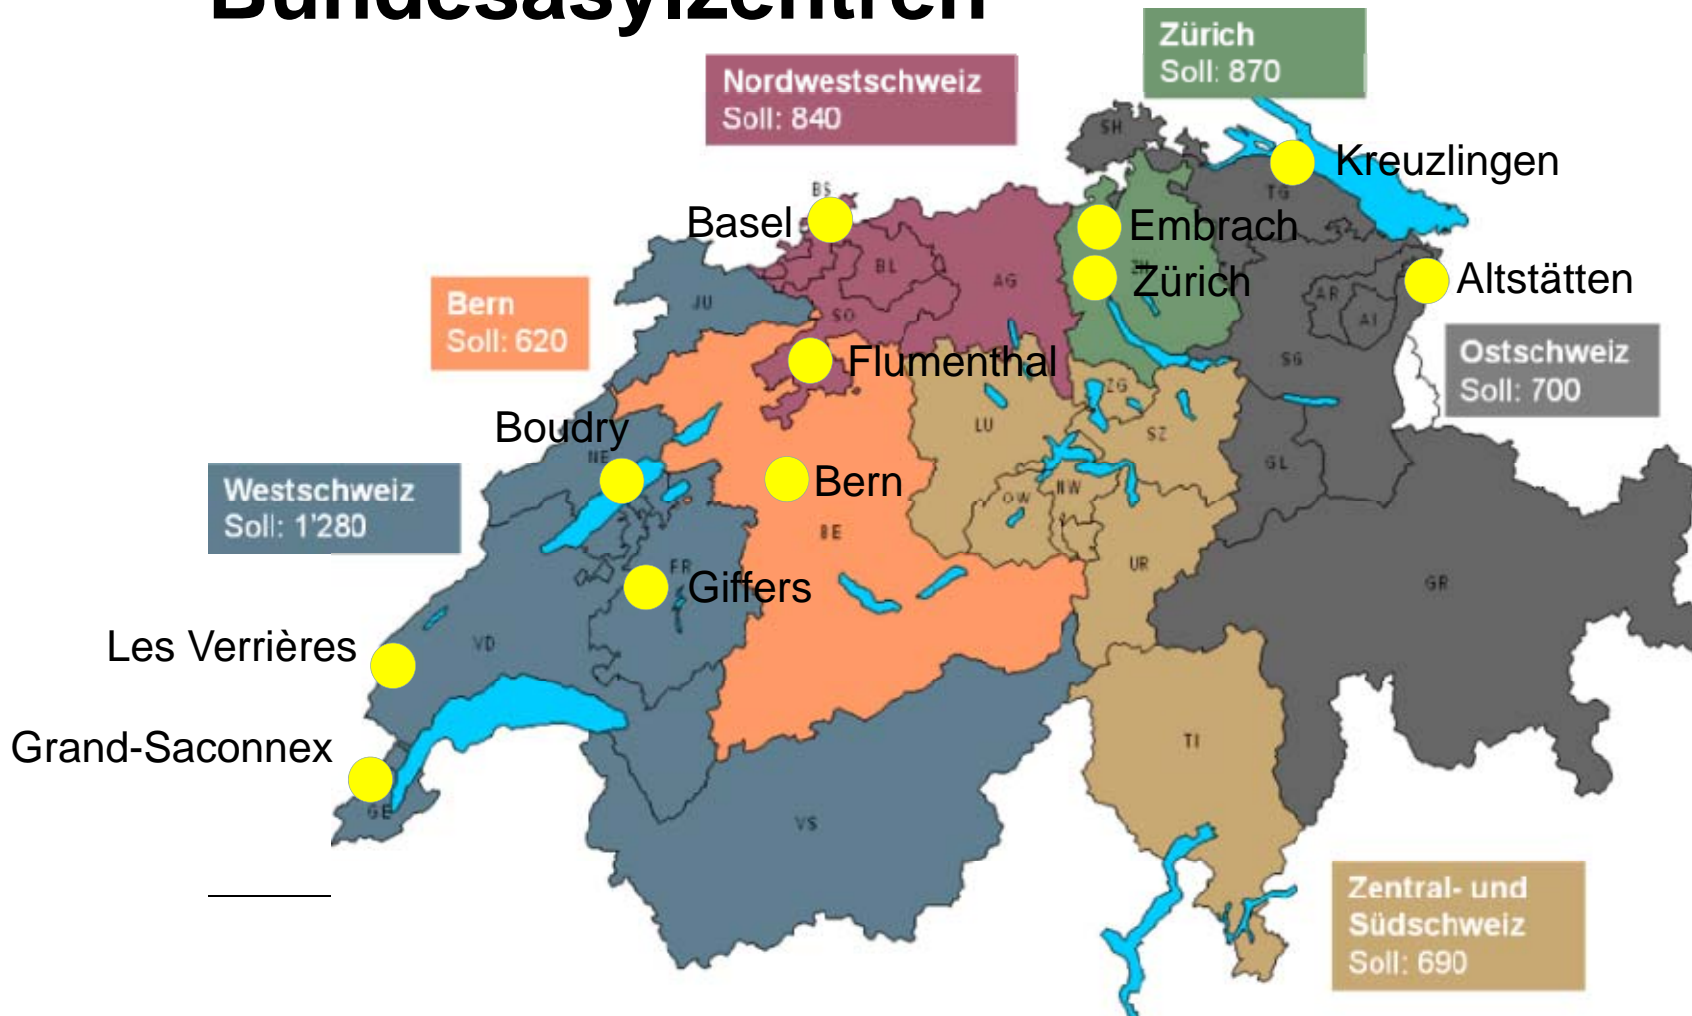 Bundesasylzentren
Zürich
Soll: 870
Nordwestschweiz
Soll: 840
SH
Kreuzlingen
TG
BS
Basel
Embrach
ZH
Zürich
BL
AG
Altstätten
AR
AI
JU
SO
Bern
Soll: 620
Flumenthal
Ostschweiz
Soll: 700
SG
ZG
LU
SZ
Boudry
NE
GL
Westschweiz
Soll: 1'280
Bern
OW
NW
BE
UR
FR
Giffers
GR
Les Verrières
VD
Grand-Saconnex
GE
TI
VS
Zentral- und
Südschweiz
Soll: 690